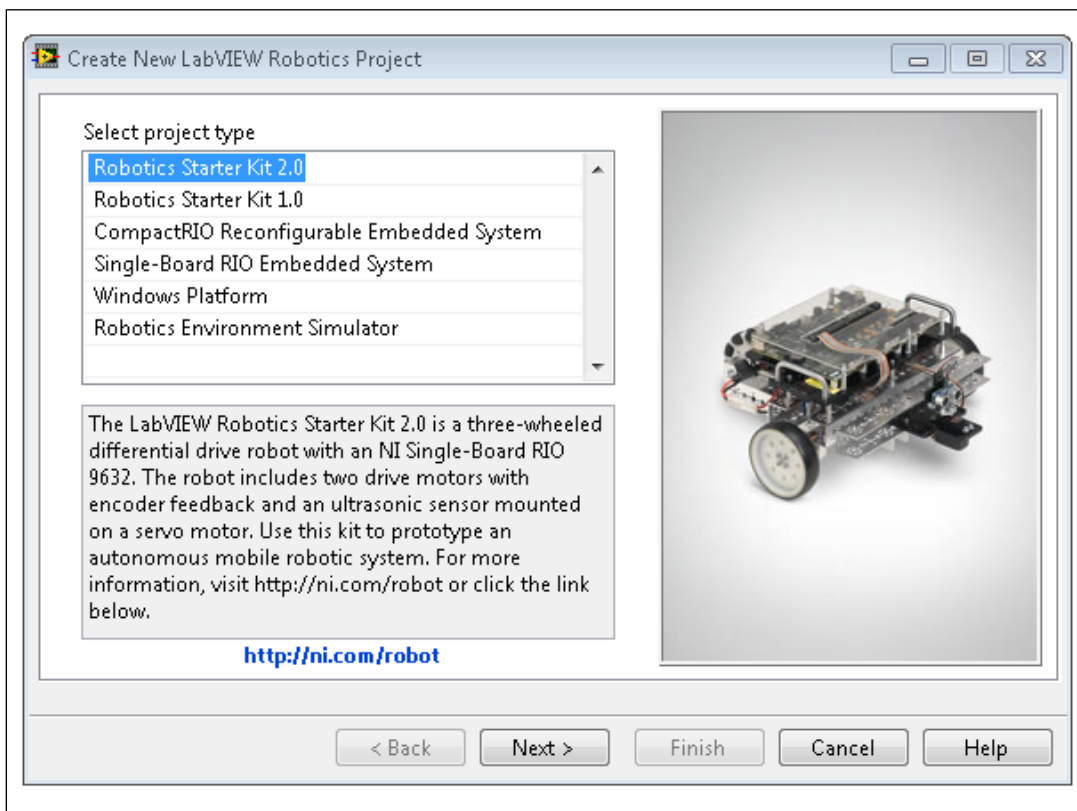 Create New LabVIEW Robotics Project
Select project type
Robotics Starter Kit 2.0
Robotics Starter Kit 1.0
CompactRIO Reconfigurable Embedded System
Single-Board RIO Embedded System
Windows Platform
Robotics Environment Simulator
The LabVIEW Robotics Starter Kit 2.0 is a three-wheeled
differential drive robot with an NI Single-Board RIO
9632. The robot includes two drive motors with
encoder feedback and an ultrasonic sensor mounted
on a servo motor. Use this kit to prototype an
autonomous mobile robotic system. For more
information, visit http://ni.com/robot or click the link
below.
http://ni.com/robot
< Back
Next >
Finish
Cancel
Help